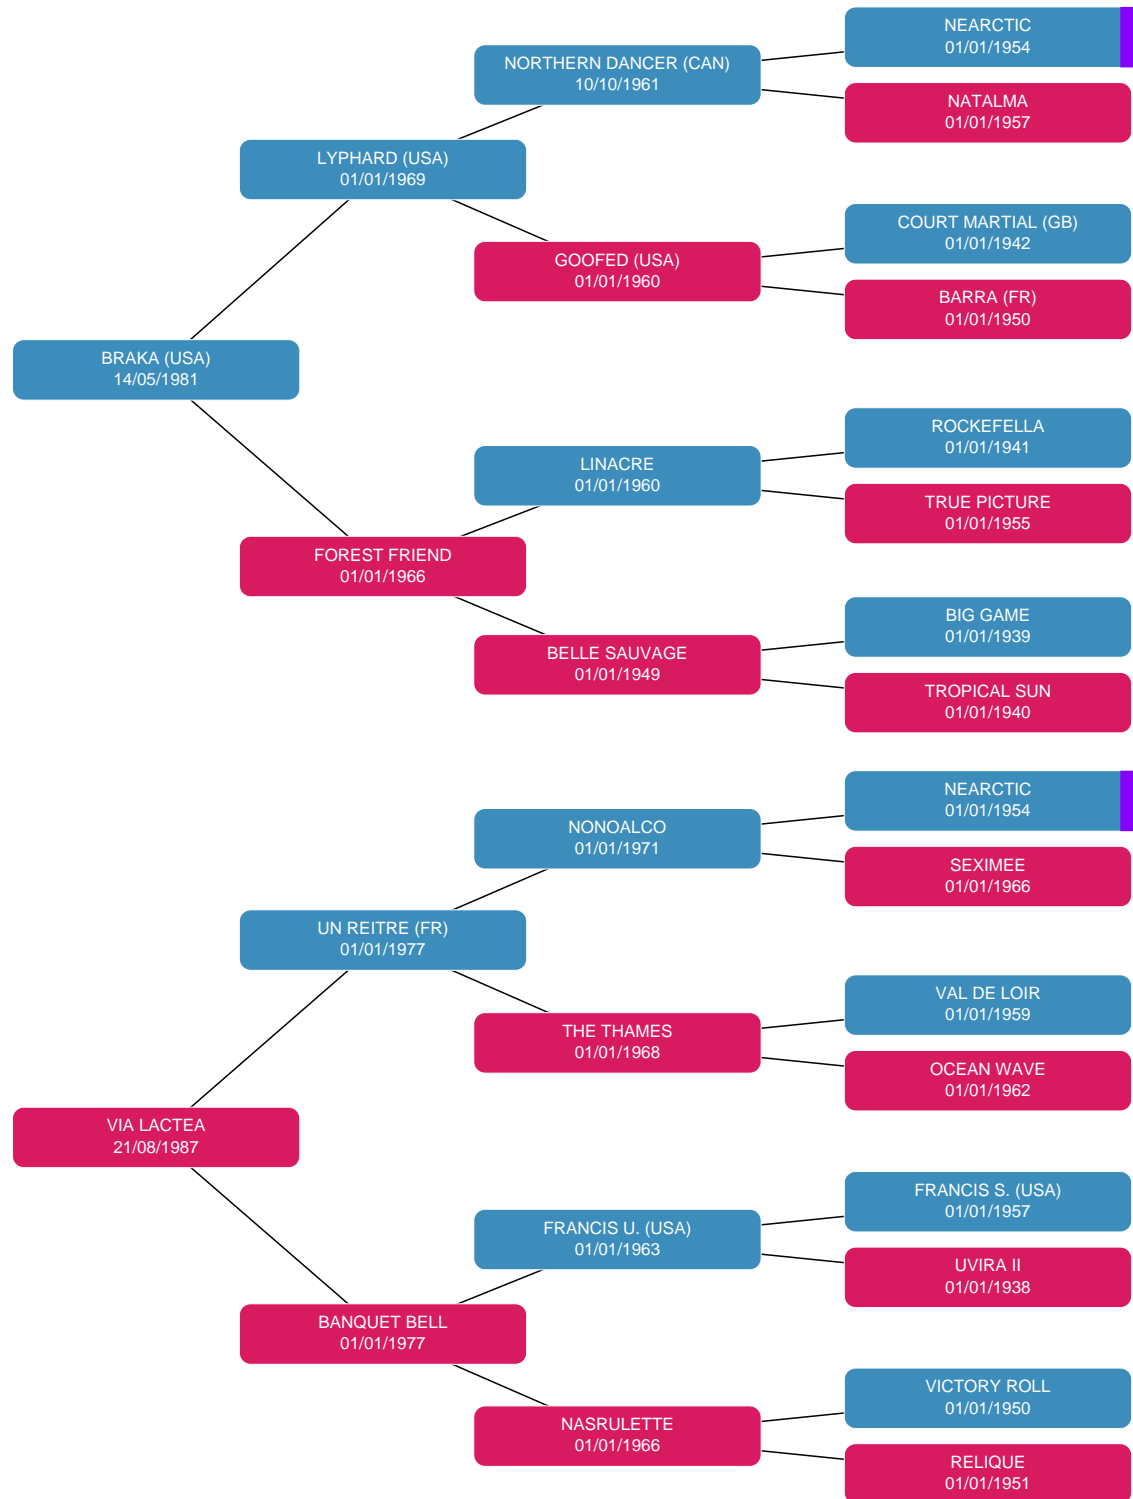 NEARCTIC
01/01/1954
NORTHERN DANCER (CAN)
10/10/1961
NATALMA
01/01/1957
LYPHARD (USA)
01/01/1969
COURT MARTIAL (GB)
01/01/1942
GOOFED (USA)
01/01/1960
BARRA (FR)
01/01/1950
BRAKA (USA)
14/05/1981
ROCKEFELLA
01/01/1941
LINACRE
01/01/1960
TRUE PICTURE
01/01/1955
FOREST FRIEND
01/01/1966
BIG GAME
01/01/1939
BELLE SAUVAGE
01/01/1949
TROPICAL SUN
01/01/1940
NEARCTIC
01/01/1954
NONOALCO
01/01/1971
SEXIMEE
01/01/1966
UN REITRE (FR)
01/01/1977
VAL DE LOIR
01/01/1959
THE THAMES
01/01/1968
OCEAN WAVE
01/01/1962
VIA LACTEA
21/08/1987
FRANCIS S. (USA)
01/01/1957
FRANCIS U. (USA)
01/01/1963
UVIRA II
01/01/1938
BANQUET BELL
01/01/1977
VICTORY ROLL
01/01/1950
NASRULETTE
01/01/1966
RELIQUE
01/01/1951